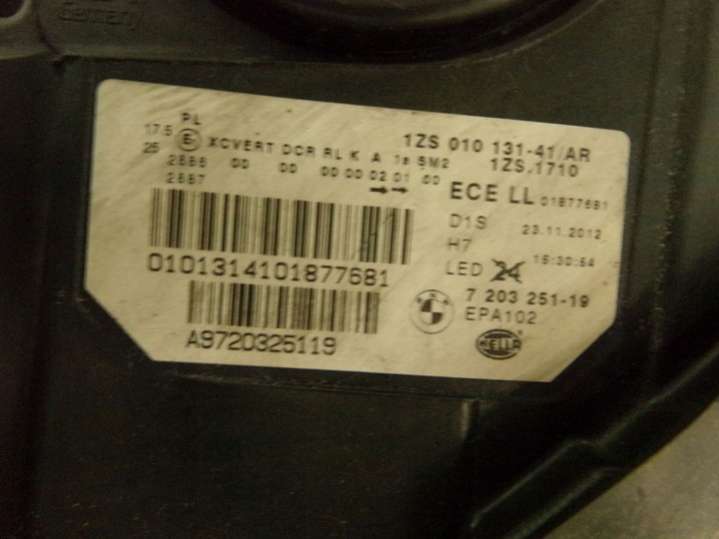 Germany
PL
17.5 E XCVERT DCR RL K A 1a SM2
25 2686 00 00 00 00 02 01 00
2687
1ZS 010 131-41/AR
1ZS.1710
ECE LL 01877681
D1S 23.11.2012
H7
LED 24 15:30:54
0101314101877681
7 203 251-19
EPA102
A9720325119
HELLA